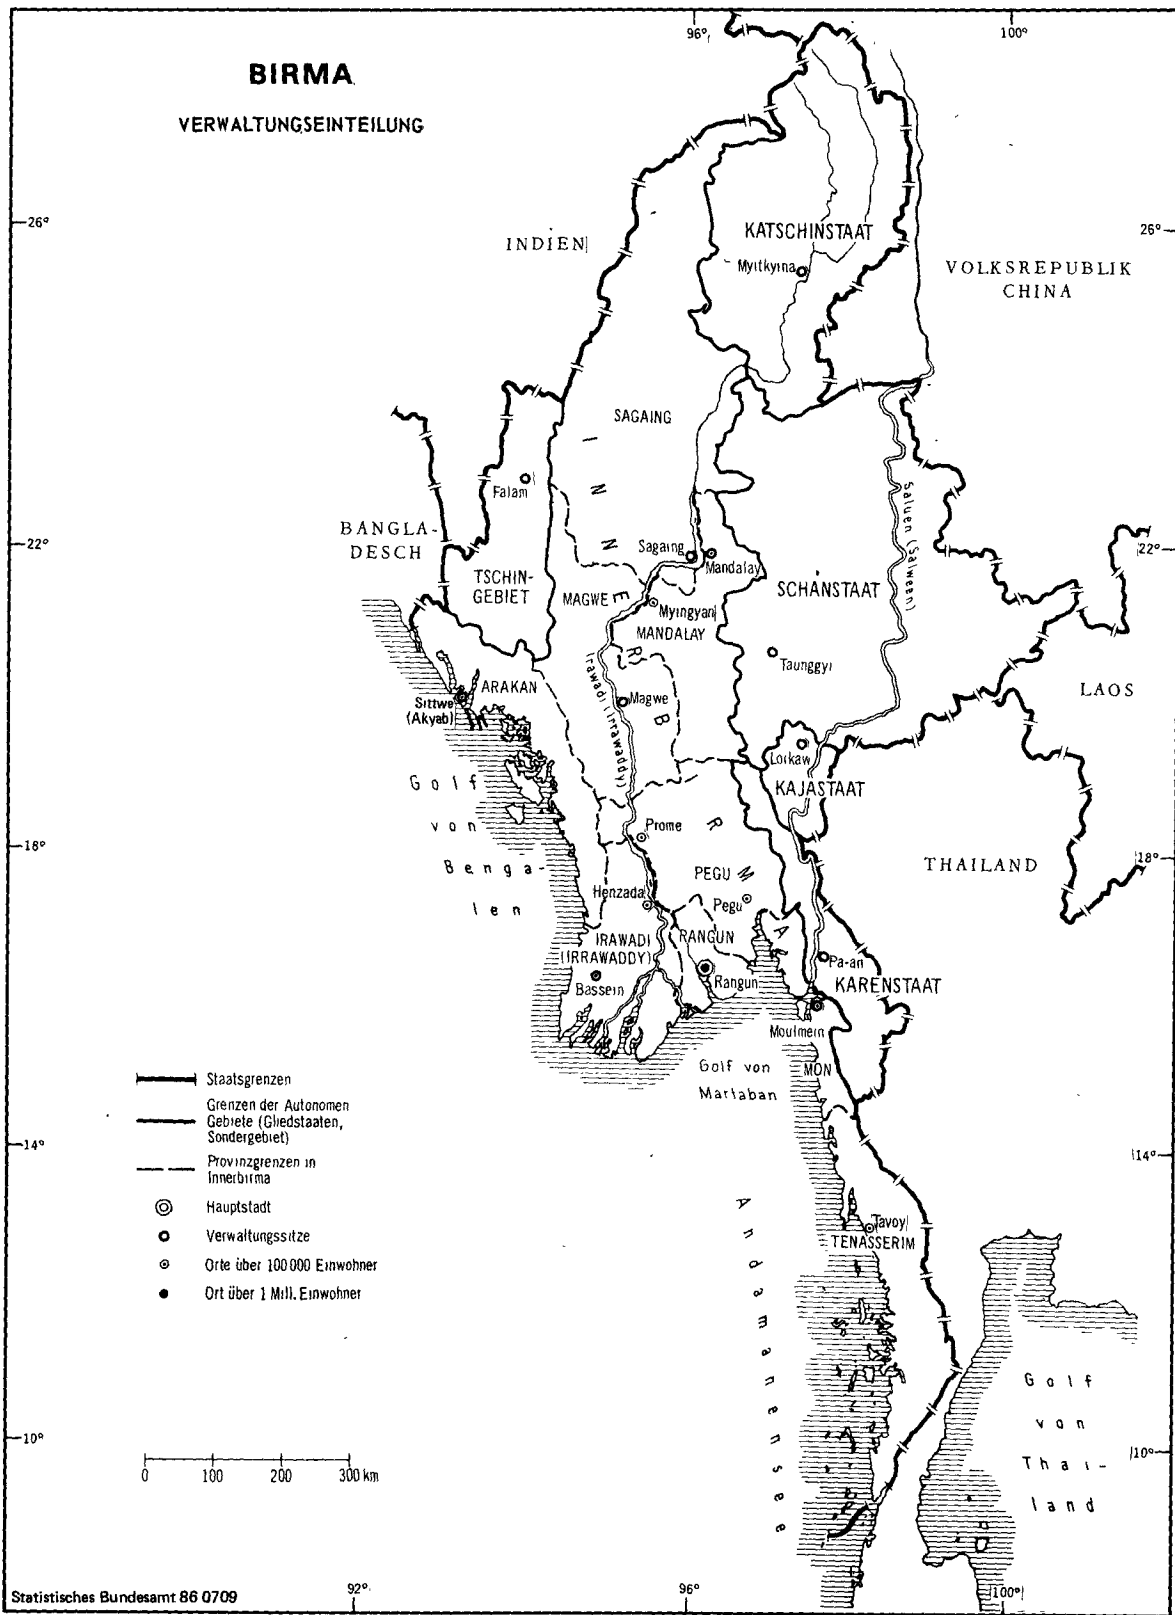 96°
100°
BIRMA
VERWALTUNGSEINTEILUNG
26°
26°
INDIEN
KATSCHINSTAAT
Myitkyina
VOLKSREPUBLIK
CHINA
SAGAING
Falam
Saluen (Salween)
BANGLA-
DESCH
22°
22°
Sagaing
Mandalay
TSCHIN-
GEBIET
MAGWE
SCHANSTAAT
Myingyan
MANDALAY
INNERBIRMA
Taunggyi
ARAKAN
Sittwe
(Akyab)
Magwe
Irawadi (Irrawaddy)
LAOS
Loikaw
KAJASTAAT
Golf
von
Benga-
len
Prome
18°
18°
THAILAND
PEGU
Henzada
Pegu
IRAWADI
(IRRAWADDY)
RANGUN
Bassein
Rangun
Pa-an
KARENSTAAT
Moulmein
Golf von
Martaban
MON
Staatsgrenzen
Grenzen der Autonomen
Gebiete (Gliedstaaten,
Sondergebiet)
14°
14°
Provinzgrenzen in
Innerbirma
Hauptstadt
Verwaltungssitze
Orte über 100 000 Einwohner
Ort über 1 Mill. Einwohner
Andamanensee
Tavoy
TENASSERIM
Golf
von
Thai-
land
10°
10°
0 100 200 300 km
Statistisches Bundesamt 86 0709
92°
96°
100°